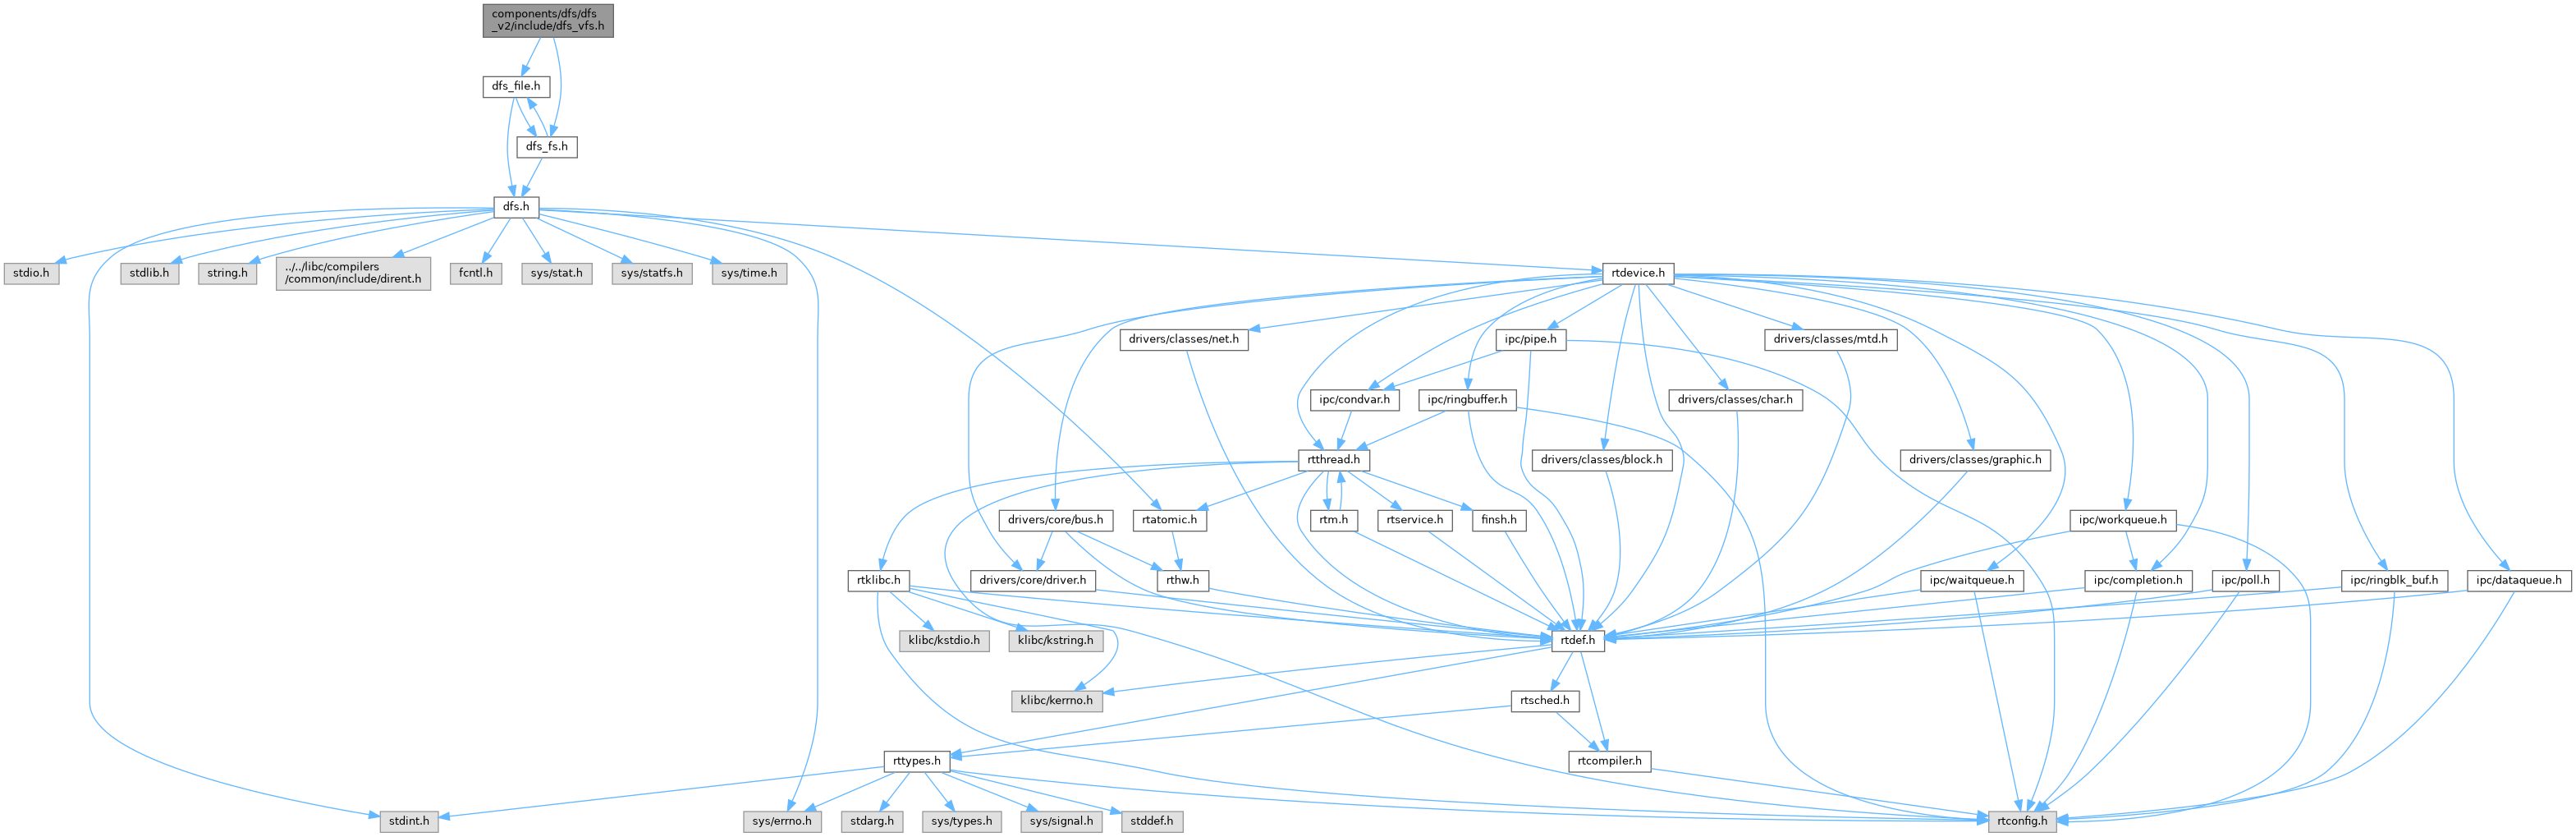 components/dfs/dfs
_v2/include/dfs_vfs.h
dfs_file.h
dfs_fs.h
dfs.h
stdio.h
stdlib.h
string.h
../../libc/compilers
/common/include/dirent.h
fcntl.h
sys/stat.h
sys/statfs.h
sys/time.h
rtdevice.h
drivers/classes/net.h
ipc/pipe.h
drivers/classes/mtd.h
ipc/condvar.h
ipc/ringbuffer.h
drivers/classes/char.h
rtthread.h
drivers/classes/block.h
drivers/classes/graphic.h
drivers/core/bus.h
rtatomic.h
rtm.h
rtservice.h
finsh.h
ipc/workqueue.h
rtklibc.h
drivers/core/driver.h
rthw.h
ipc/waitqueue.h
ipc/completion.h
ipc/poll.h
ipc/ringblk_buf.h
ipc/dataqueue.h
klibc/kstdio.h
klibc/kstring.h
rtdef.h
klibc/kerrno.h
rtsched.h
rttypes.h
rtcompiler.h
stdint.h
sys/errno.h
stdarg.h
sys/types.h
sys/signal.h
stddef.h
rtconfig.h